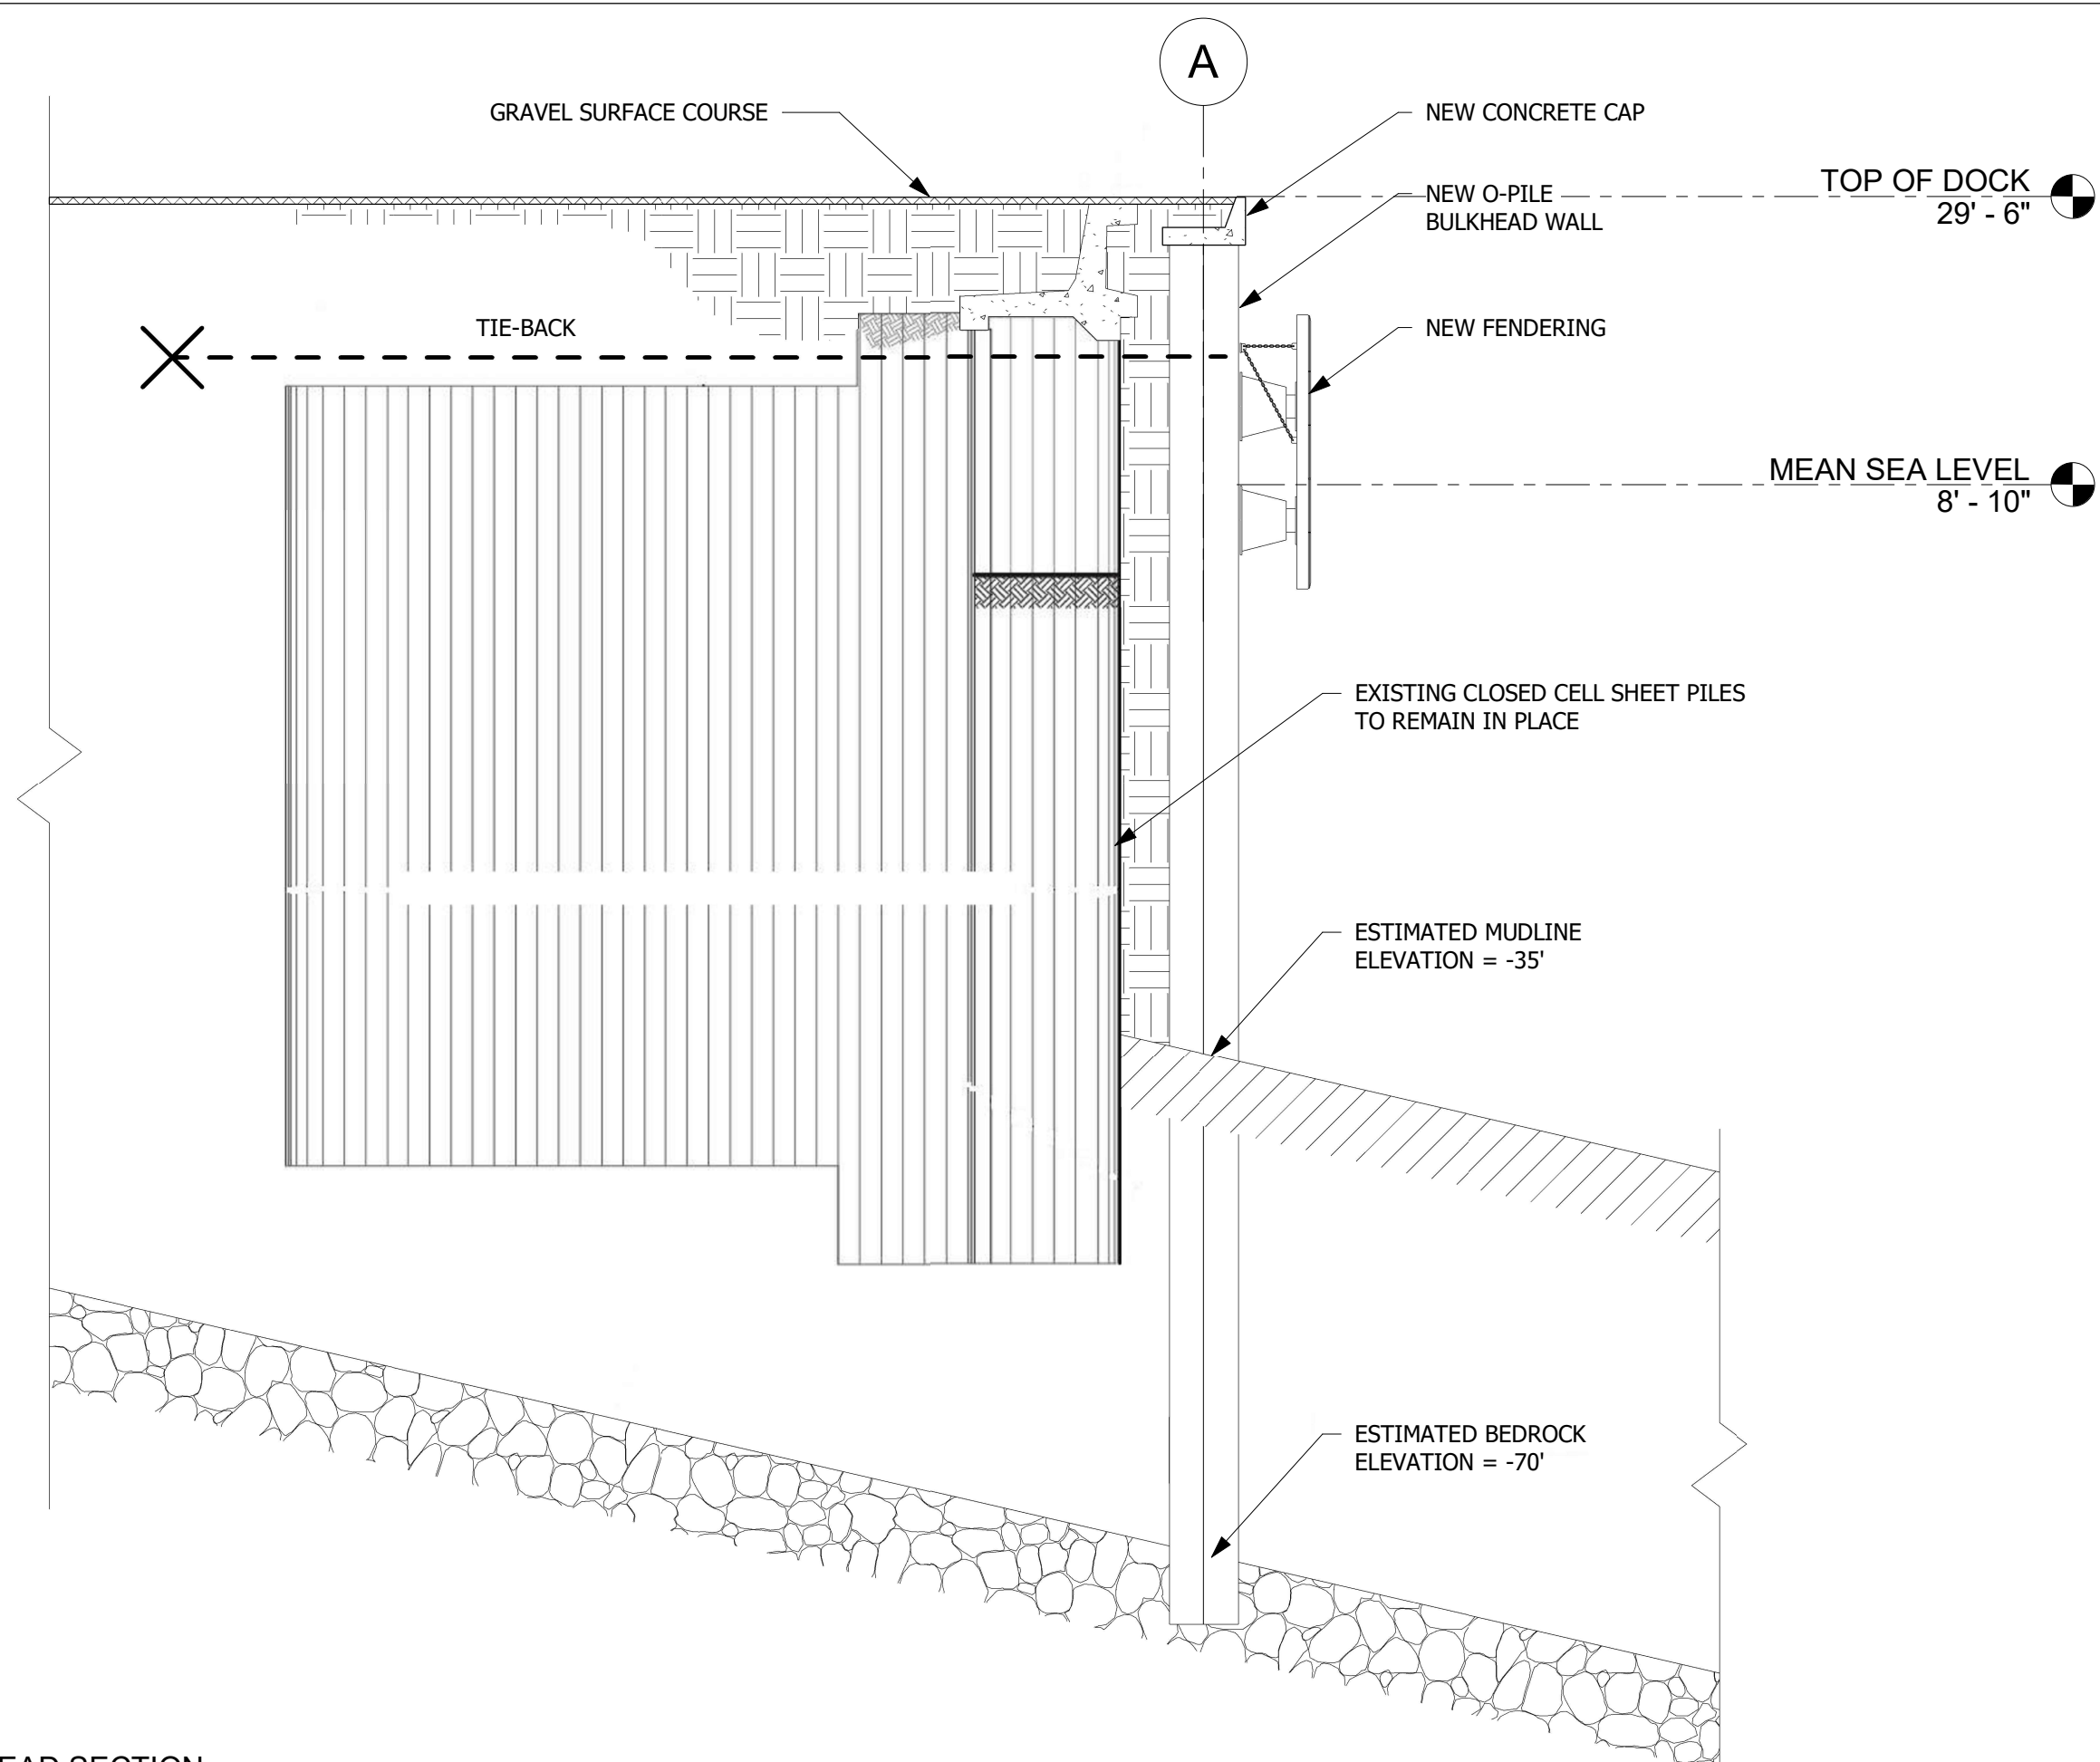 A
GRAVEL SURFACE COURSE
NEW CONCRETE CAP
TOP OF DOCK
29' - 6"
NEW O-PILE
BULKHEAD WALL
TIE-BACK
NEW FENDERING
MEAN SEA LEVEL
8' - 10"
EXISTING CLOSED CELL SHEET PILES
TO REMAIN IN PLACE
ESTIMATED MUDLINE
ELEVATION = -35'
ESTIMATED BEDROCK
ELEVATION = -70'